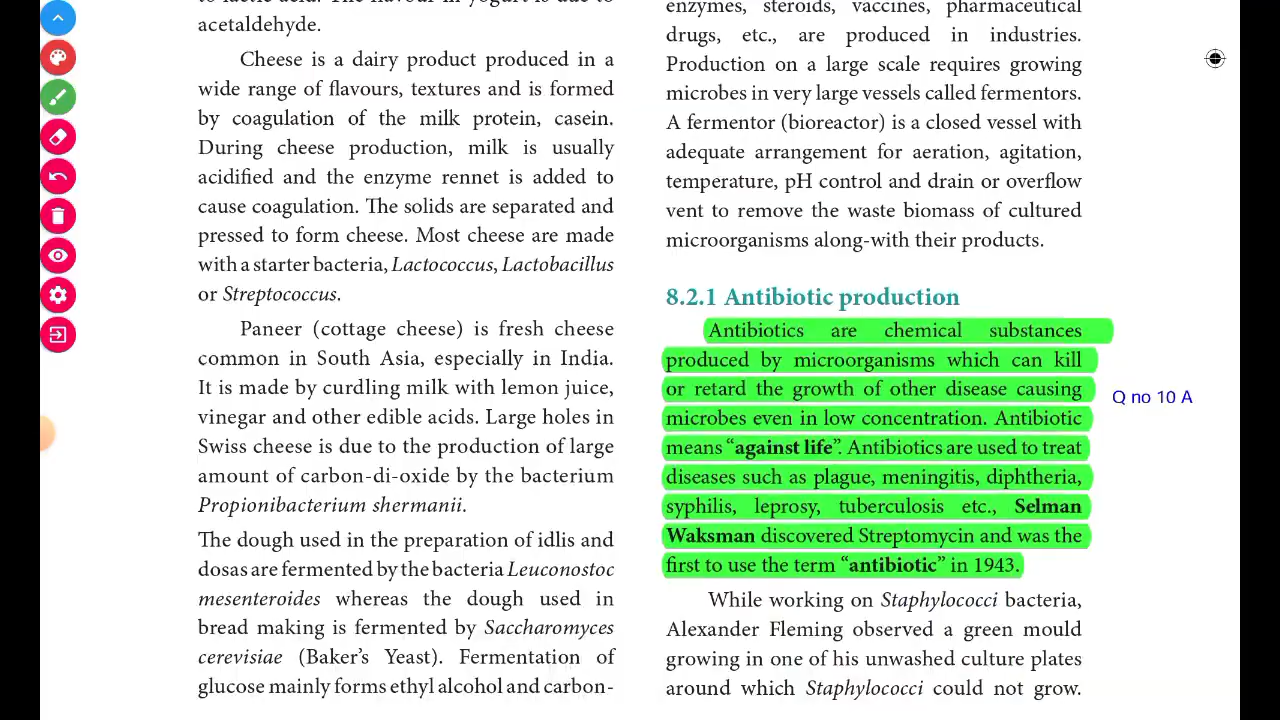 to lactic acid. The flavour in yogurt is due to
acetaldehyde.
Cheese is a dairy product produced in a
wide range of flavours, textures and is formed
by coagulation of the milk protein, casein.
During cheese production, milk is usually
acidified and the enzyme rennet is added to
cause coagulation. The solids are separated and
pressed to form cheese. Most cheese are made
with a starter bacteria, Lactococcus, Lactobacillus
or Streptococcus.
Paneer (cottage cheese) is fresh cheese
common in South Asia, especially in India.
It is made by curdling milk with lemon juice,
vinegar and other edible acids. Large holes in
Swiss cheese is due to the production of large
amount of carbon-di-oxide by the bacterium
Propionibacterium shermanii.
The dough used in the preparation of idlis and
dosas are fermented by the bacteria Leuconostoc
mesenteroides whereas the dough used in
bread making is fermented by Saccharomyces
cerevisiae (Baker's Yeast). Fermentation of
glucose mainly forms ethyl alcohol and carbon-
enzymes, steroids, vaccines, pharmaceutical
drugs, etc., are produced in industries.
Production on a large scale requires growing
microbes in very large vessels called fermentors.
A fermentor (bioreactor) is a closed vessel with
adequate arrangement for aeration, agitation,
temperature, pH control and drain or overflow
vent to remove the waste biomass of cultured
microorganisms along-with their products.
8.2.1 Antibiotic production
Antibiotics are chemical substances
produced by microorganisms which can kill
or retard the growth of other disease causing
microbes even in low concentration. Antibiotic
means “against life”. Antibiotics are used to treat
diseases such as plague, meningitis, diphtheria,
syphilis, leprosy, tuberculosis etc., Selman
Waksman discovered Streptomycin and was the
first to use the term “antibiotic” in 1943.
Q no 10 A
While working on Staphylococci bacteria,
Alexander Fleming observed a green mould
growing in one of his unwashed culture plates
around which Staphylococci could not grow.